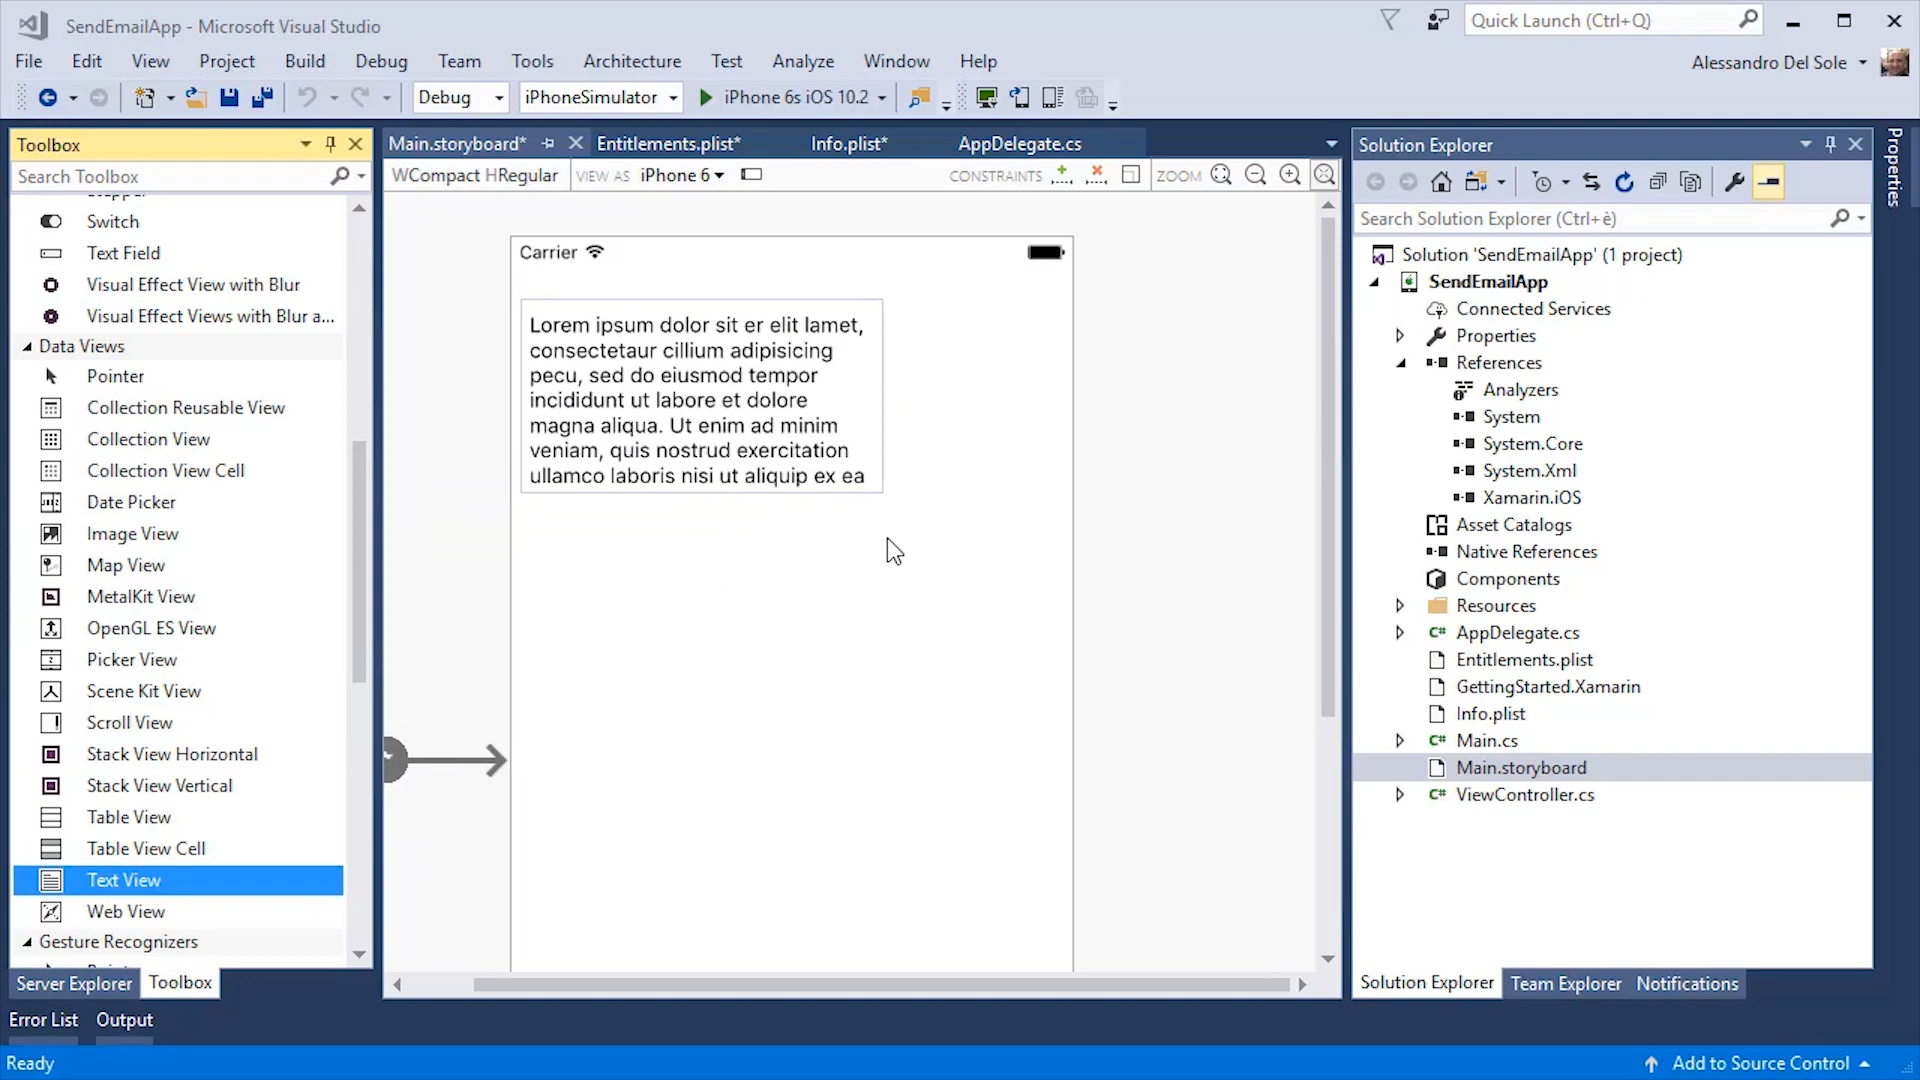 SendEmailApp - Microsoft Visual Studio
Quick Launch (Ctrl+Q)
File Edit View Project Build Debug Team Tools Architecture Test Analyze Window Help
Alessandro Del Sole
Debug iPhoneSimulator iPhone 6s iOS 10.2
Toolbox
Search Toolbox
Stepper
Switch
Text Field
Visual Effect View with Blur
Visual Effect Views with Blur a...
Data Views
Pointer
Collection Reusable View
Collection View
Collection View Cell
Date Picker
Image View
Map View
MetalKit View
OpenGL ES View
Picker View
Scene Kit View
Scroll View
Stack View Horizontal
Stack View Vertical
Table View
Table View Cell
Text View
Web View
Gesture Recognizers
Server Explorer Toolbox
Main.storyboard* Entitlements.plist* Info.plist* AppDelegate.cs
WCompact HRegular VIEW AS iPhone 6 CONSTRAINTS ZOOM
Carrier
Lorem ipsum dolor sit er elit lamet,
consectetaur cillium adipisicing
pecu, sed do eiusmod tempor
incididunt ut labore et dolore
magna aliqua. Ut enim ad minim
veniam, quis nostrud exercitation
ullamco laboris nisi ut aliquip ex ea
Solution Explorer
Search Solution Explorer (Ctrl+è)
Solution 'SendEmailApp' (1 project)
SendEmailApp
Connected Services
Properties
References
Analyzers
System
System.Core
System.Xml
Xamarin.iOS
Asset Catalogs
Native References
Components
Resources
C# AppDelegate.cs
Entitlements.plist
GettingStarted.Xamarin
Info.plist
C# Main.cs
Main.storyboard
C# ViewController.cs
Solution Explorer Team Explorer Notifications
Properties
Error List Output
Ready
Add to Source Control